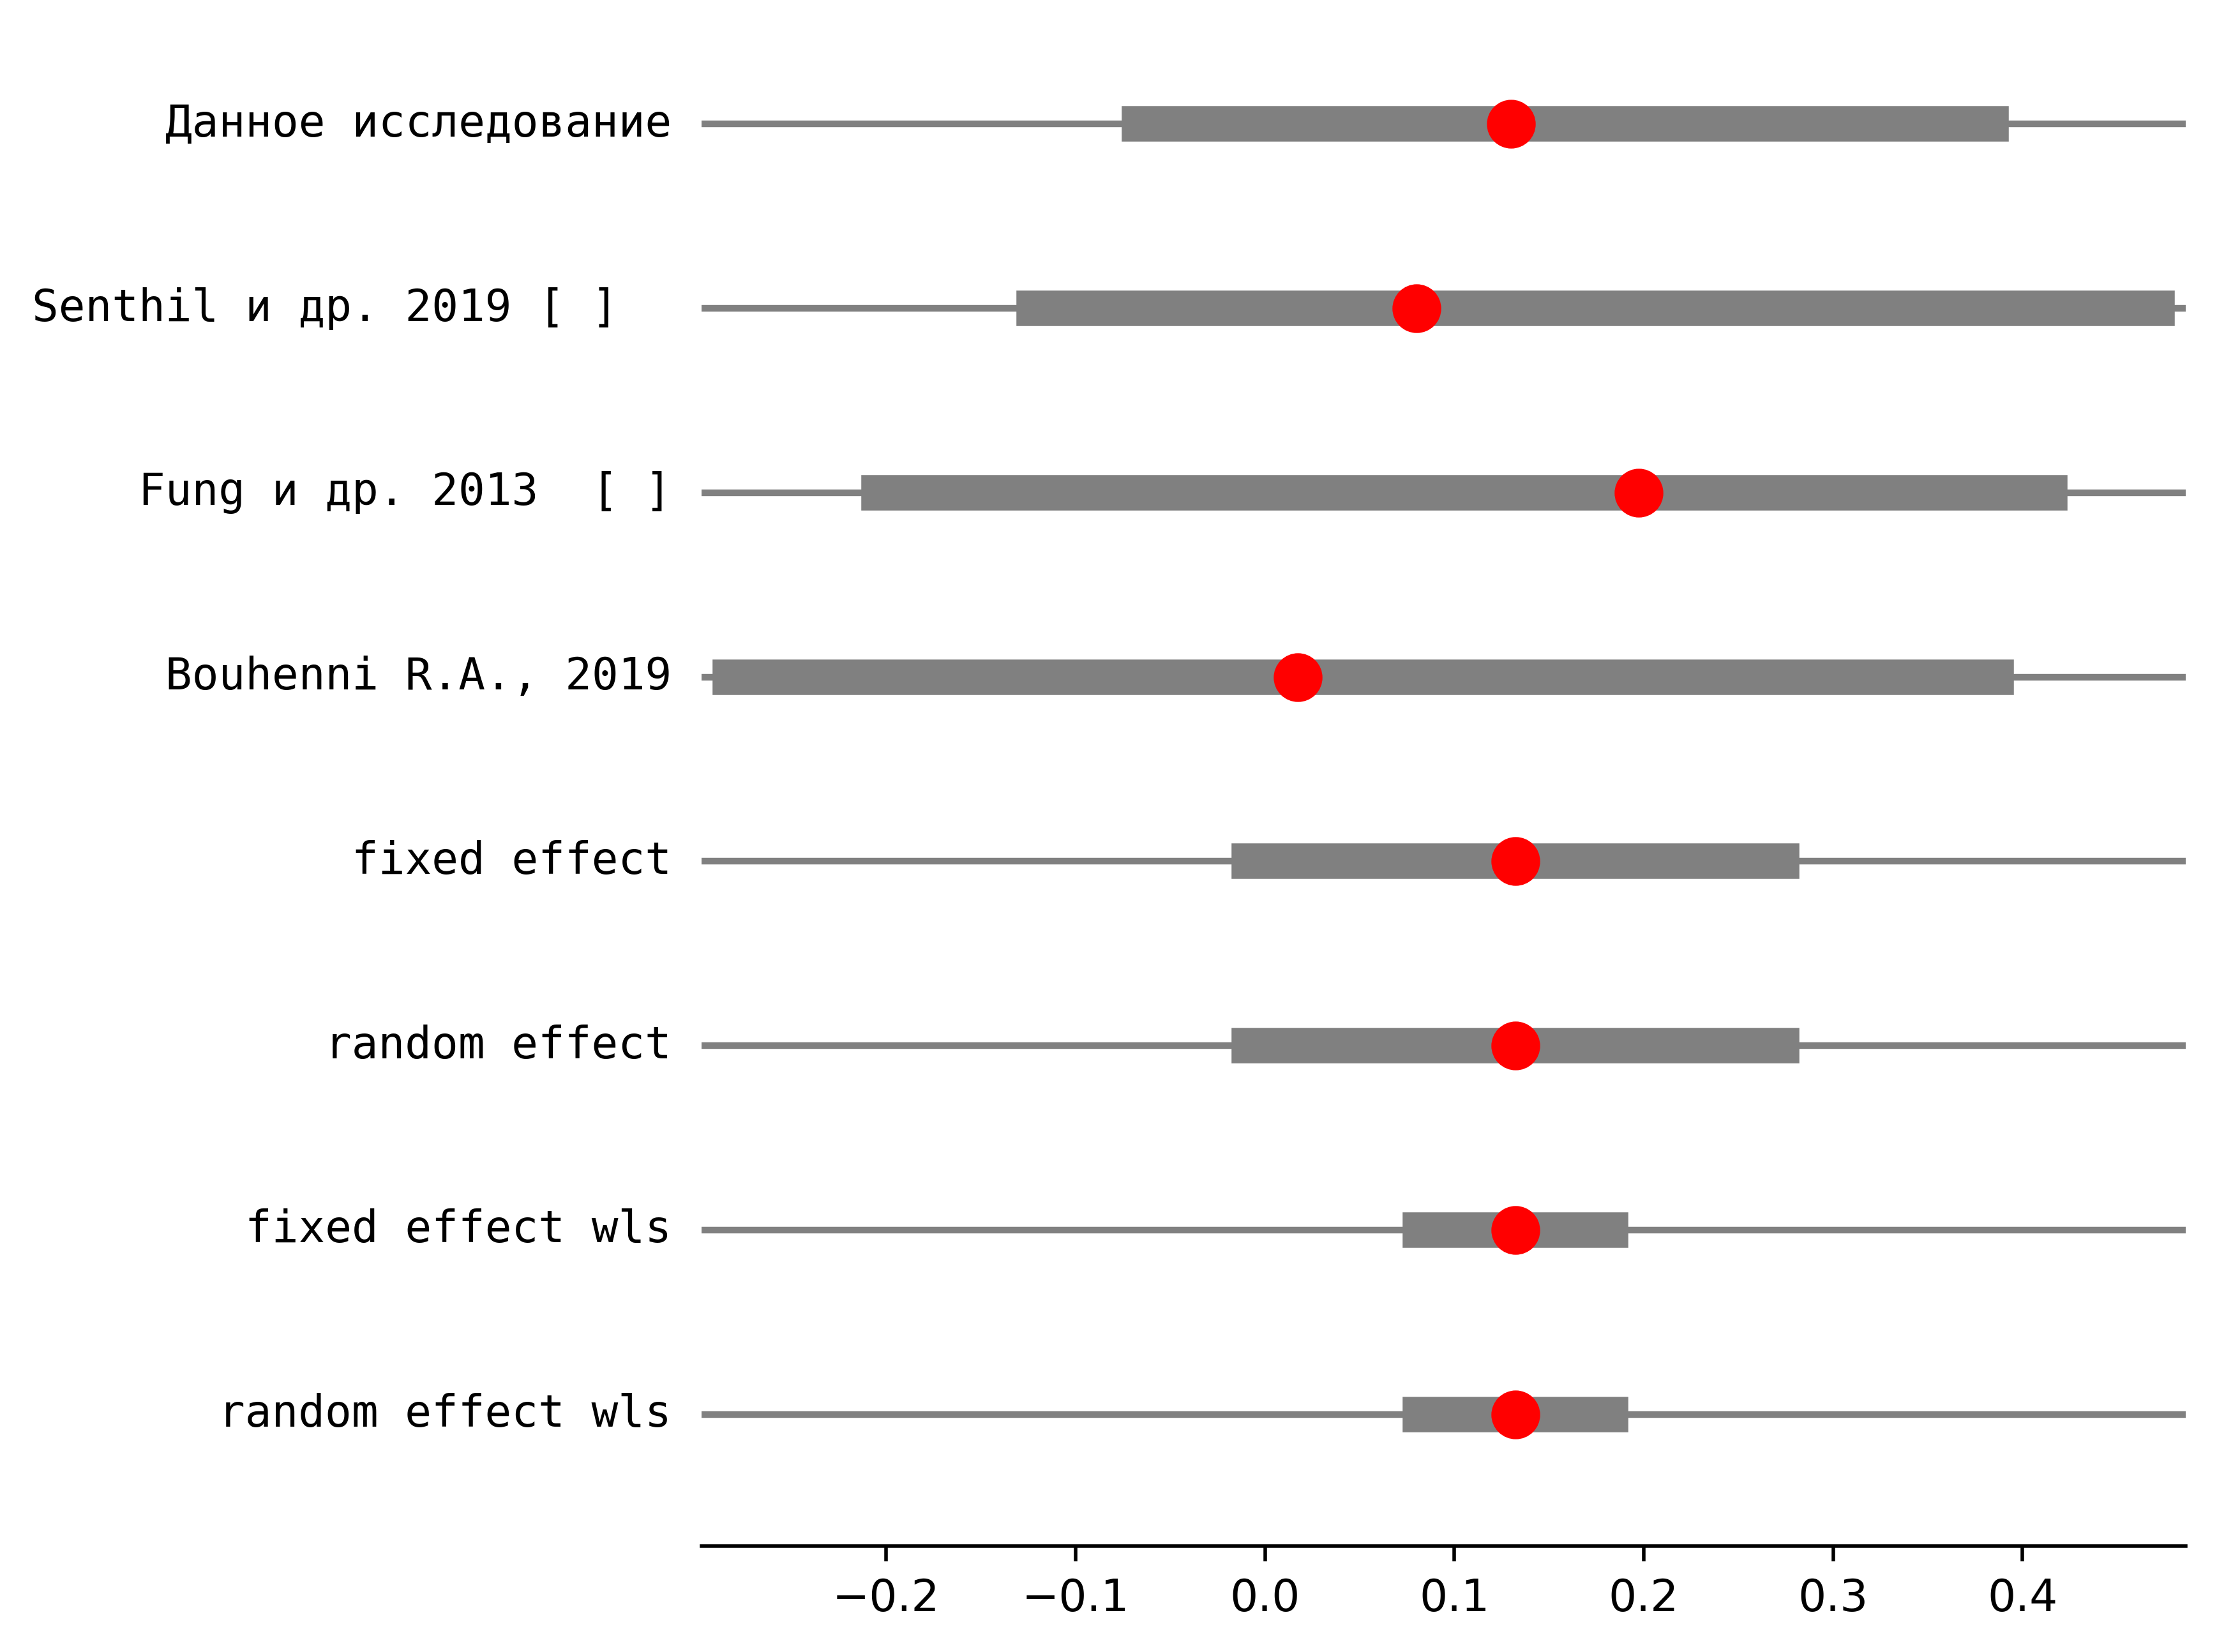 Данное исследование
Senthil и др. 2019 [ ]
Fung и др. 2013  [ ]
Bouhenni R.A., 2019
fixed effect
random effect
fixed effect wls
random effect wls
−0.2 −0.1 0.0 0.1 0.2 0.3 0.4